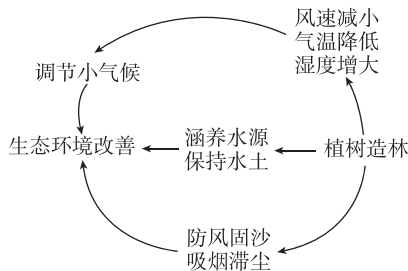 风速减小
气温降低
湿度增大
调节小气候
生态环境改善
涵养水源
保持水土
植树造林
防风固沙
吸烟滞尘